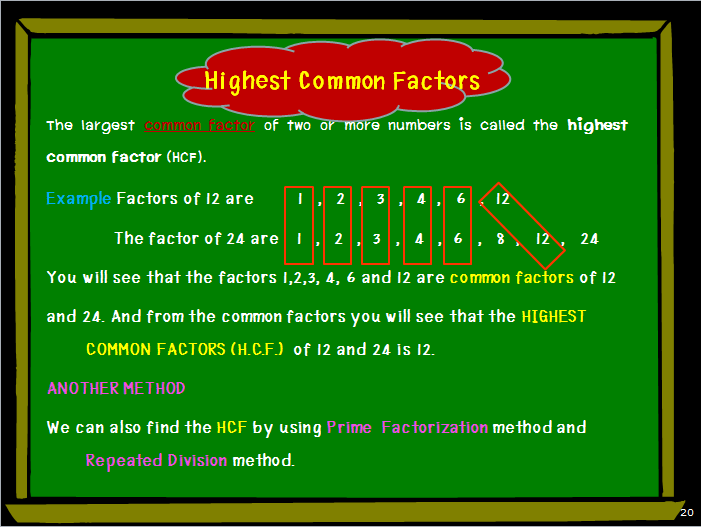 Highest Common Factors
The largest common factor of two or more numbers is called the highest
common factor (HCF).
Example Factors of 12 are 1 , 2 , 3 , 4 , 6 , 12
The factor of 24 are 1 , 2 , 3 , 4 , 6 , 8 , 12 , 24
You will see that the factors 1,2,3, 4, 6 and 12 are common factors of 12
and 24. And from the common factors you will see that the HIGHEST
COMMON FACTORS (H.C.F.) of 12 and 24 is 12.
ANOTHER METHOD
We can also find the HCF by using Prime Factorization method and
Repeated Division method.
20